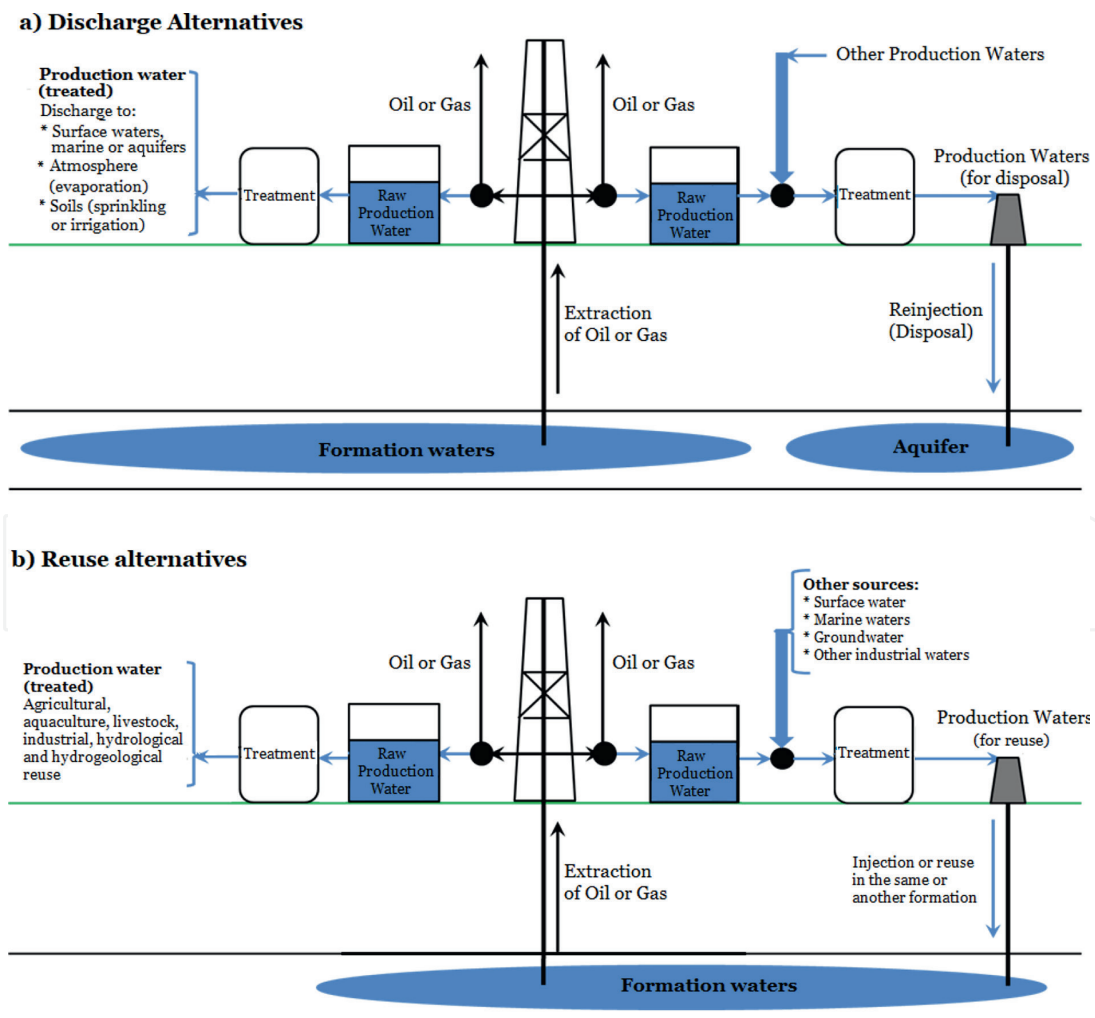 a) Discharge Alternatives
Production water
(treated)
Discharge to:
* Surface waters,
marine or aquifers
* Atmosphere
(evaporation)
* Soils (sprinkling
or irrigation)
Treatment
Raw
Production
Water
Oil or Gas
Oil or Gas
Raw
Production
Water
Other Production Waters
Treatment
Production Waters
(for disposal)
Extraction
of Oil or Gas
Reinjection
(Disposal)
Formation waters
Aquifer
b) Reuse alternatives
Production water
(treated)
Agricultural,
aquaculture, livestock,
industrial, hydrological
and hydrogeological
reuse
Treatment
Raw
Production
Water
Oil or Gas
Oil or Gas
Raw
Production
Water
Other sources:
* Surface water
* Marine waters
* Groundwater
* Other industrial waters
Treatment
Production Waters
(for reuse)
Extraction
of Oil or Gas
Injection or reuse
in the same or
another formation
Formation waters